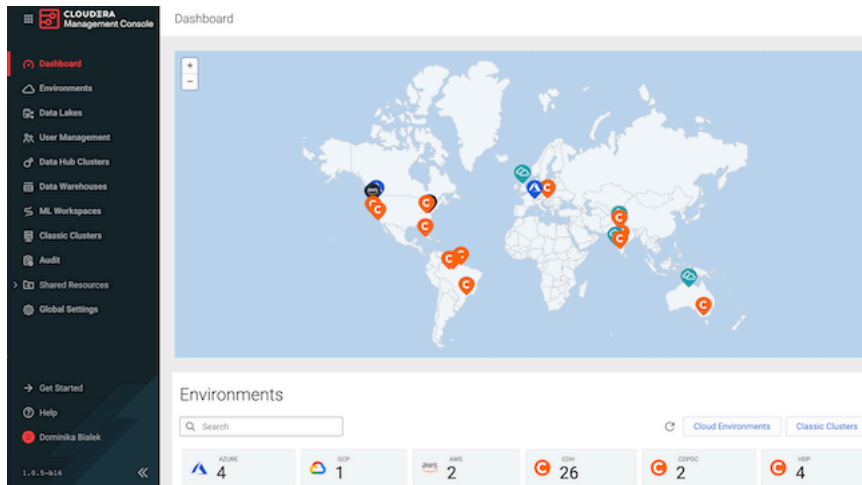 CLOUDERA
Management Console
Dashboard
Dashboard
Environments
Data Lakes
User Management
Data Hub Clusters
Data Warehouses
ML Workspaces
Classic Clusters
Audit
Shared Resources
Global Settings
Get Started
Help
Dominika Bialek
1.0.5-b16
+
−
aws
Environments
Search
Cloud Environments
Classic Clusters
AZURE
4
GCP
1
aws
AWS
2
CDH
26
CDPDC
2
HDP
4